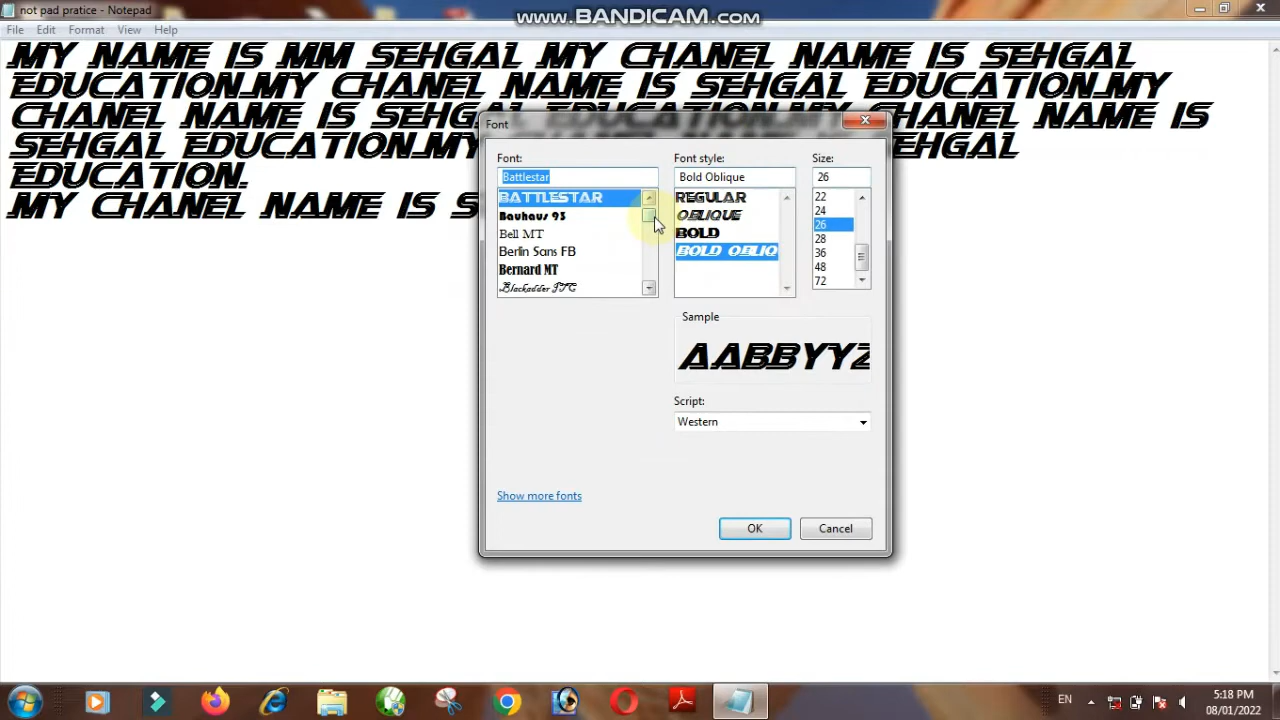 not pad pratice - Notepad
www.BANDICAM.com
File Edit Format View Help
MY NAME IS MM SEHGAL MY CHANEL NAME IS SEHGAL
EDUCATION.MY CHANEL NAME IS SEHGAL EDUCATION.MY
CHANEL NAME IS SEHGAL EDUCATION.MY CHANEL NAME IS
SEHGAL EDUCATION.MY SEHGAL
EDUCATION.
MY CHANEL NAME IS S
Font
Font: Font style: Size:
Battlestar Bold Oblique 26
BATTLESTAR REGULAR 22
Bauhaus 93 OBLIQUE 24
Bell MT BOLD 26
Berlin Sans FB BOLD OBLIQ 28
Bernard MT 36
Blackadder ITC 48
72
Sample
AABBYYZ
Script:
Western
Show more fonts
OK Cancel
EN
5:18 PM
08/01/2022